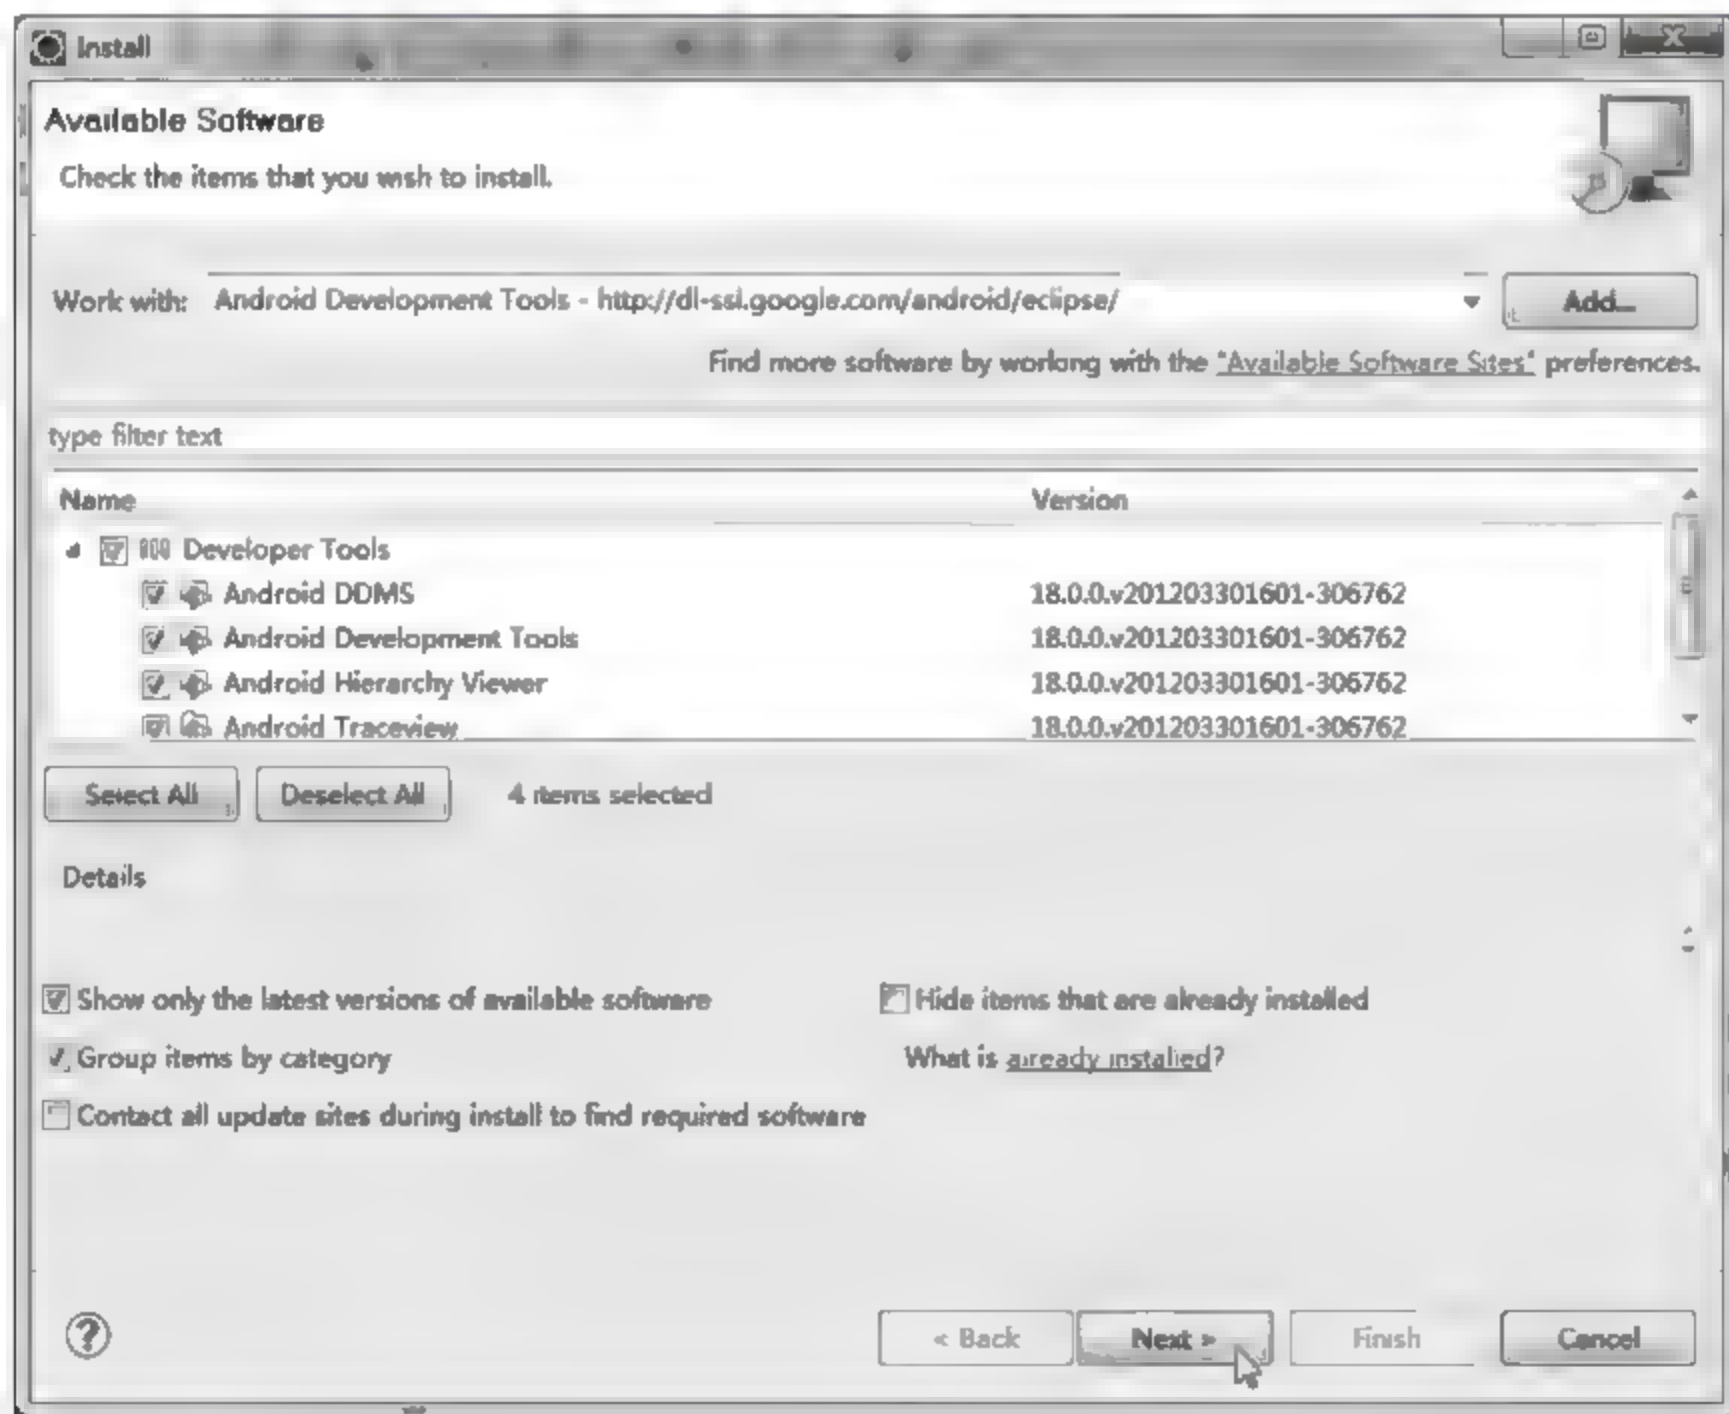 Install
Available Software
Check the items that you wish to install.
Work with: Android Development Tools - http://dl-ssl.google.com/android/eclipse/ Add...
Find more software by working with the "Available Software Sites" preferences.
type filter text
Name Version
Developer Tools
Android DDMS 18.0.0.v201203301601-306762
Android Development Tools 18.0.0.v201203301601-306762
Android Hierarchy Viewer 18.0.0.v201203301601-306762
Android Traceview 18.0.0.v201203301601-306762
Select All Deselect All 4 items selected
Details
Show only the latest versions of available software Hide items that are already installed
Group items by category What is already installed?
Contact all update sites during install to find required software
? < Back Next > Finish Cancel